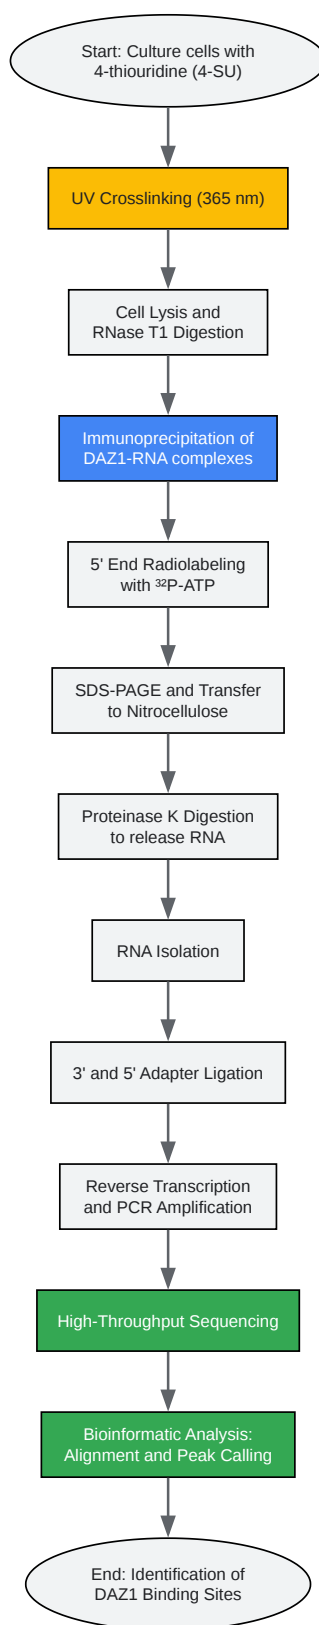 Start: Culture cells with
4-thiouridine (4-SU)
UV Crosslinking (365 nm)
Cell Lysis and
RNase T1 Digestion
Immunoprecipitation of
DAZ1-RNA complexes
5' End Radiolabeling
with ³²P-ATP
SDS-PAGE and Transfer
to Nitrocellulose
Proteinase K Digestion
to release RNA
RNA Isolation
3' and 5' Adapter Ligation
Reverse Transcription
and PCR Amplification
High-Throughput Sequencing
Bioinformatic Analysis:
Alignment and Peak Calling
End: Identification of
DAZ1 Binding Sites